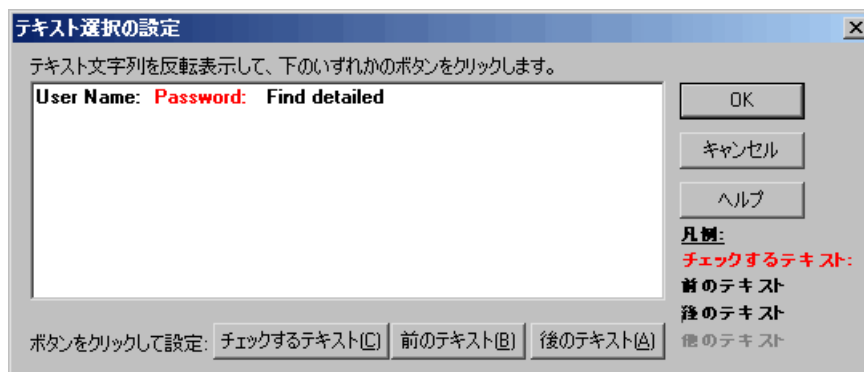 テキスト選択の設定
テキスト文字列を反転表示して、下のいずれかのボタンをクリックします。
User Name: Password: Find detailed
OK
キャンセル
ヘルプ
凡例:
チェックするテキスト:
前のテキスト
後のテキスト
他のテキスト
ボタンをクリックして設定: チェックするテキスト(C) 前のテキスト(B) 後のテキスト(A)